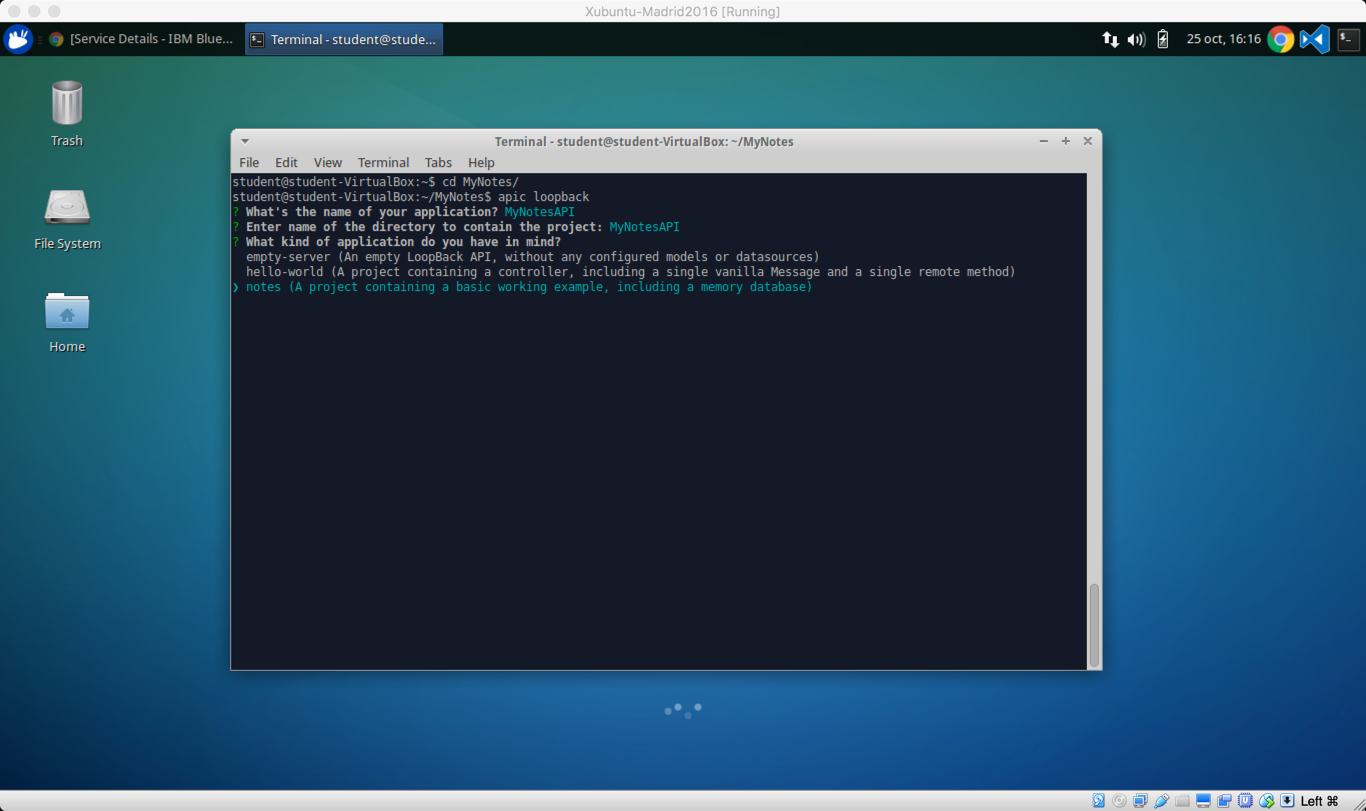 Xubuntu-Madrid2016 [Running]
[Service Details - IBM Blue...
Terminal - student@stude...
25 oct, 16:16
Trash
File System
Home
Terminal - student@student-VirtualBox: ~/MyNotes
File Edit View Terminal Tabs Help
student@student-VirtualBox:~$ cd MyNotes/
student@student-VirtualBox:~/MyNotes$ apic loopback
? What's the name of your application? MyNotesAPI
? Enter name of the directory to contain the project: MyNotesAPI
? What kind of application do you have in mind?
empty-server (An empty LoopBack API, without any configured models or datasources)
hello-world (A project containing a controller, including a single vanilla Message and a single remote method)
❯ notes (A project containing a basic working example, including a memory database)
Left ⌘